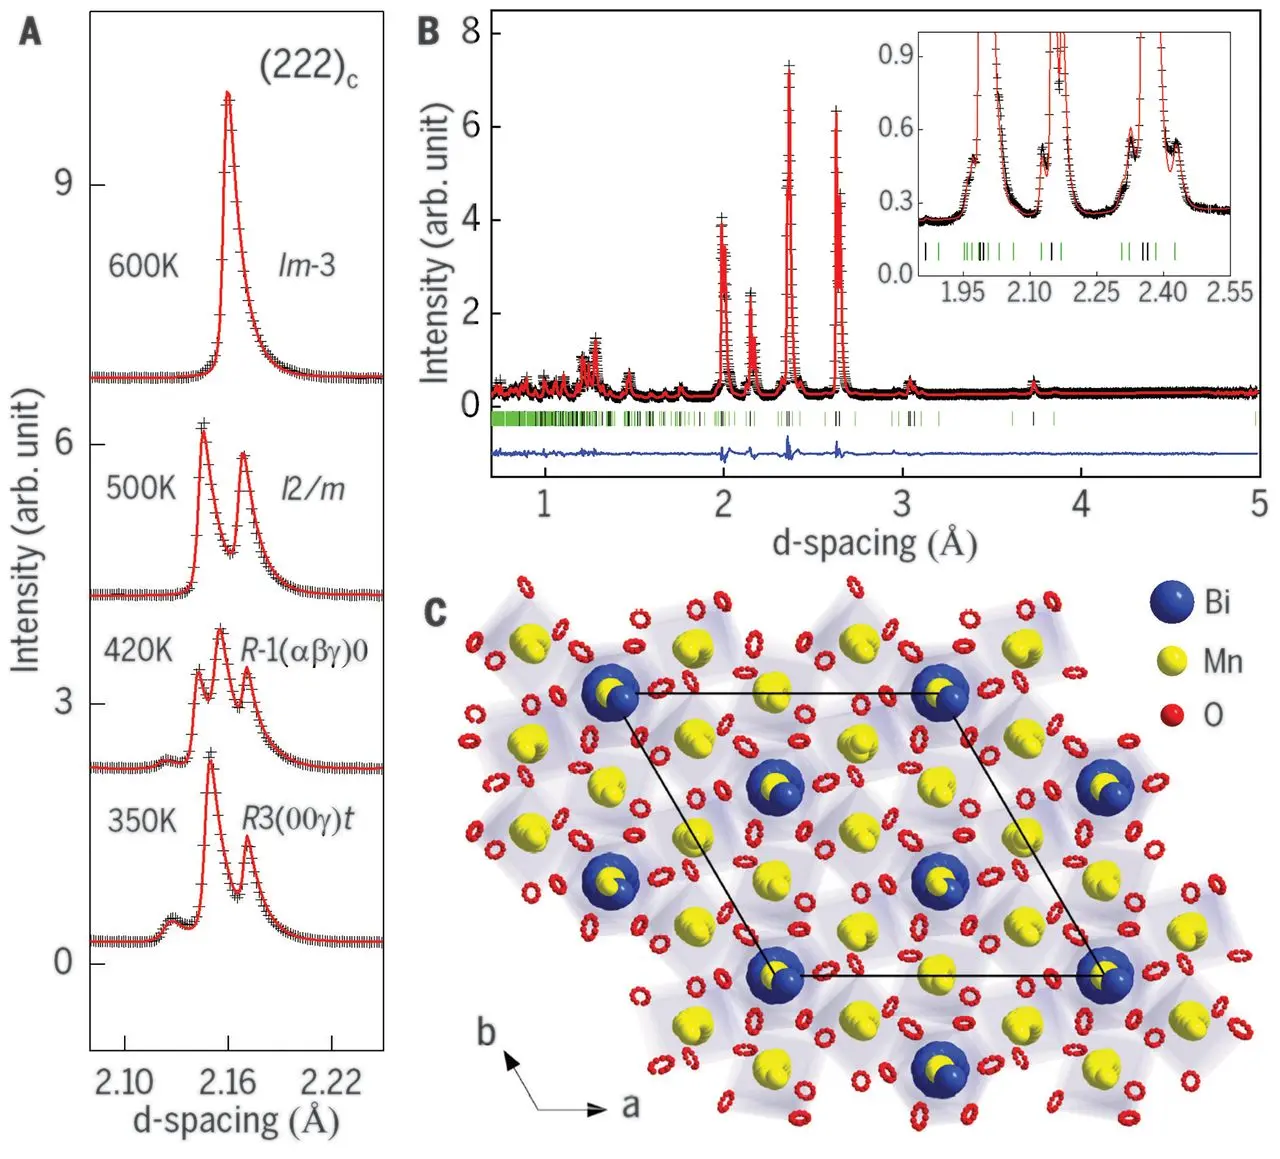 A
(222)c
9
600K Im-3
6
500K I2/m
420K R-1(αβγ)0
3
350K R3(00γ)t
0
2.10 2.16 2.22
d-spacing (Å)
Intensity (arb. unit)
B
8
6
4
2
0
Intensity (arb. unit)
1 2 3 4 5
d-spacing (Å)
0.9
0.6
0.3
0.0
1.95 2.10 2.25 2.40 2.55
C
Bi
Mn
O
b
a